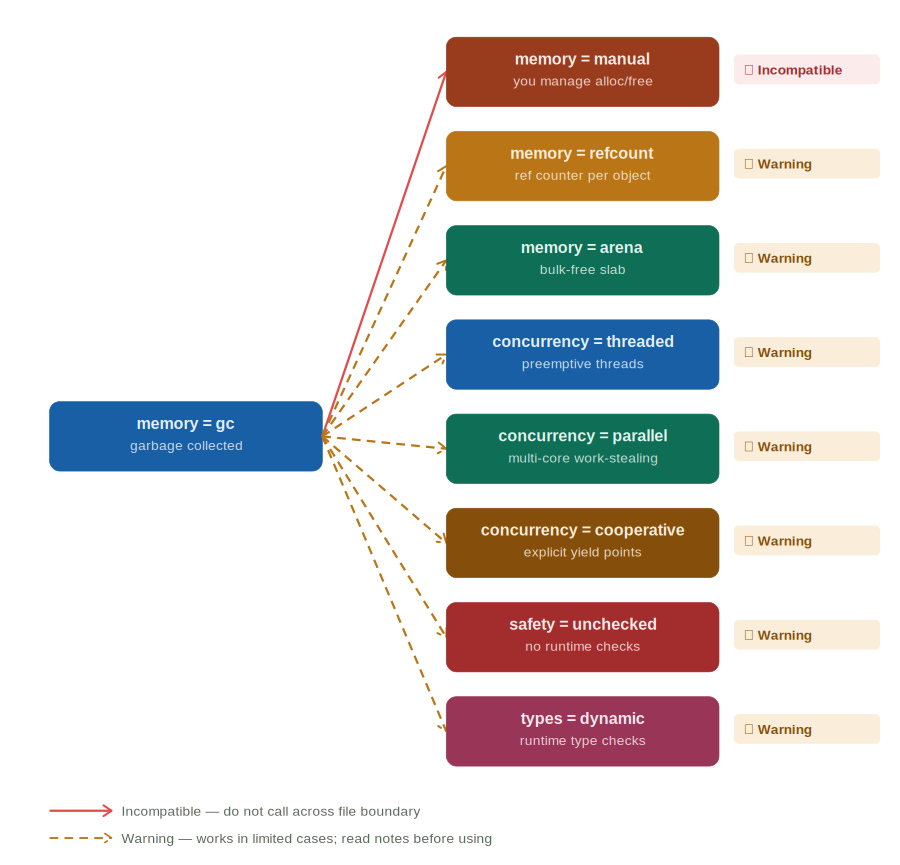 memory = manual
you manage alloc/free
Incompatible
memory = refcount
ref counter per object
Warning
memory = arena
bulk-free slab
Warning
concurrency = threaded
preemptive threads
Warning
memory = gc
garbage collected
concurrency = parallel
multi-core work-stealing
Warning
concurrency = cooperative
explicit yield points
Warning
safety = unchecked
no runtime checks
Warning
types = dynamic
runtime type checks
Warning
Incompatible — do not call across file boundary
Warning — works in limited cases; read notes before using